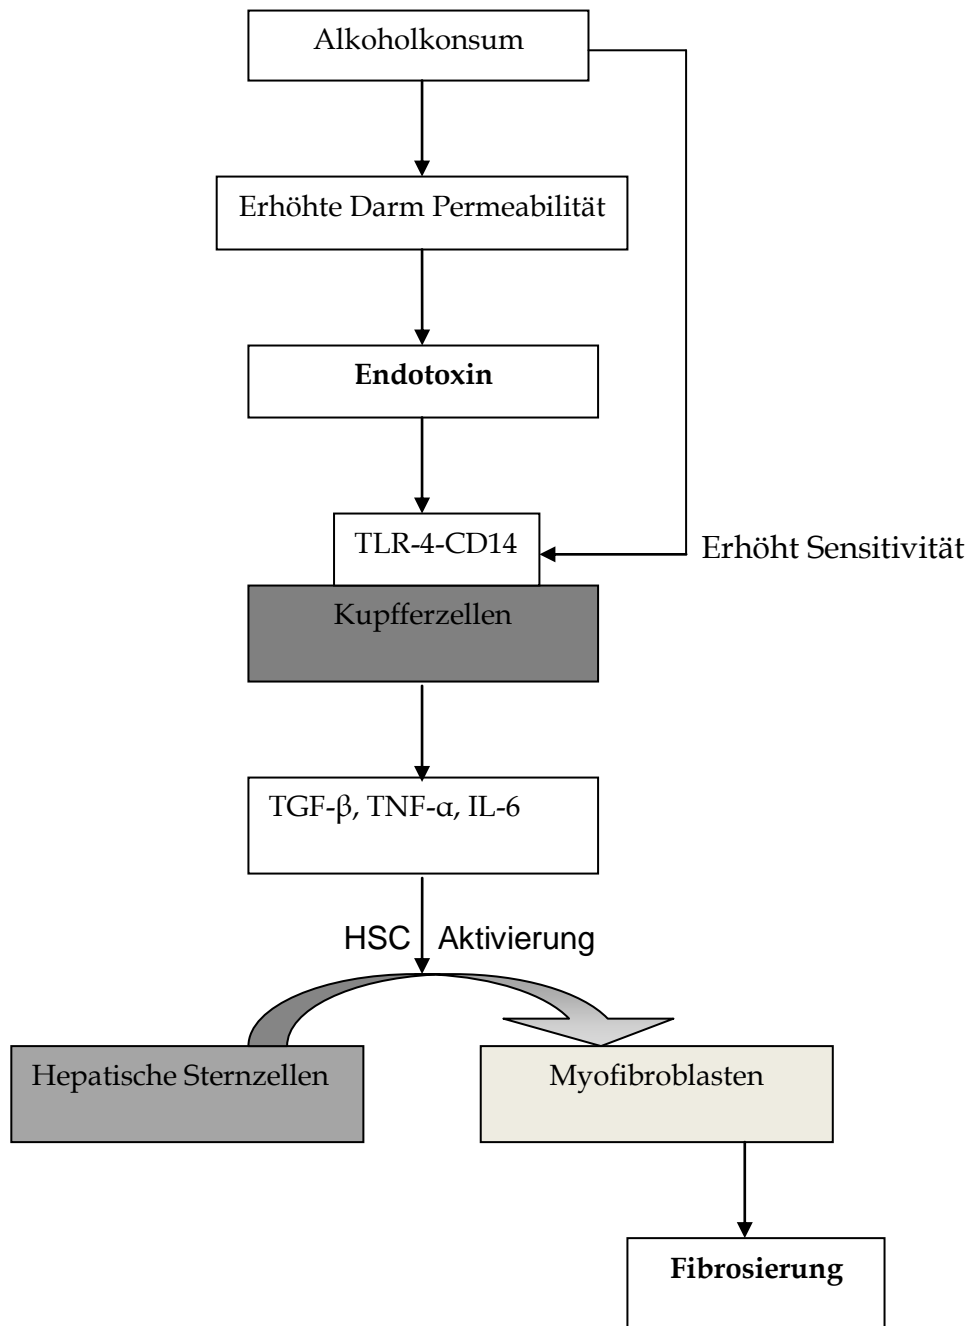 Alkoholkonsum
Erhöhte Darm Permeabilität
Endotoxin
TLR-4-CD14
Erhöht Sensitivität
Kupfferzellen
TGF-β, TNF-α, IL-6
HSC Aktivierung
Hepatische Sternzellen
Myofibroblasten
Fibrosierung